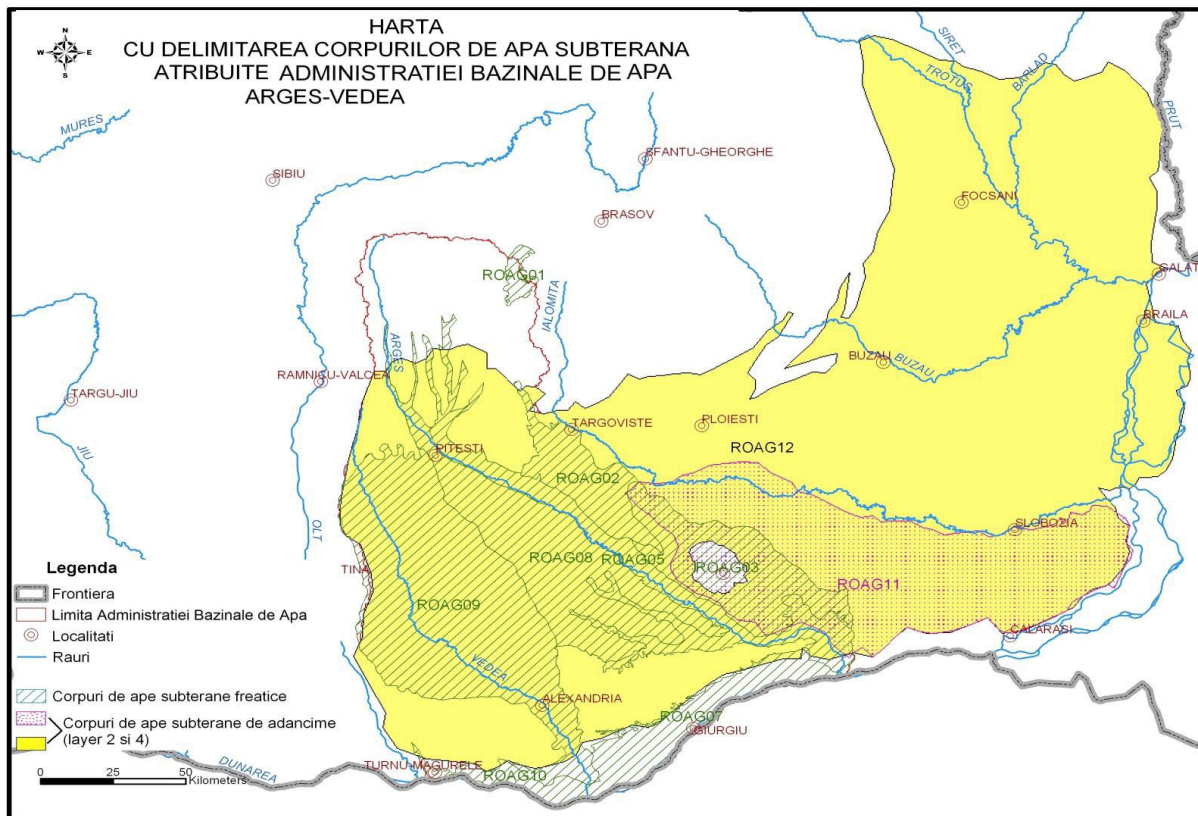 HARTA
CU DELIMITAREA CORPURILOR DE APA SUBTERANA
ATRIBUITE ADMINISTRATIEI BAZINALE DE APA
ARGES-VEDEA
N
W E
S
SIRET
TROTUS
BARLAD
PRUT
MURES
SFANTU-GHEORGHE
SIBIU
FOCSANI
BRASOV
ROAG01
GALAT
IALOMITA
BRAILA
ARGES
BUZAU
BUZAU
RAMNICU-VALCEA
TARGU-JIU
TARGOVISTE
PLOIESTI
JIU
PITESTI
ROAG12
ROAG02
OLT
SLOBOZIA
ROAG08
ROAG05
ROAG03
TINA
ROAG11
ROAG09
CALARASI
VEDEA
ALEXANDRIA
ROAG07
GIURGIU
TURNU-MAGURELE
ROAG10
DUNAREA
Legenda
Frontiera
Limita Administratiei Bazinale de Apa
Localitati
Rauri
Corpuri de ape subterane freatice
Corpuri de ape subterane de adancime
(layer 2 si 4)
0 25 50
Kilometers